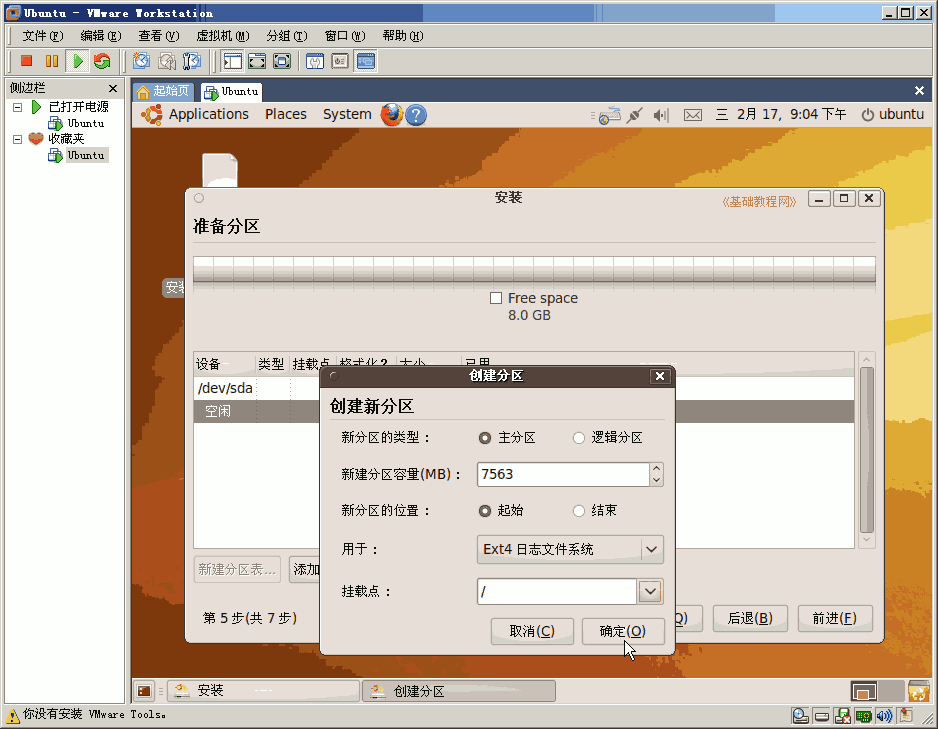 Ubuntu - VMware Workstation
文件(F) 编辑(E) 查看(V) 虚拟机(M) 分组(T) 窗口(W) 帮助(H)
侧边栏
已打开电源
Ubuntu
收藏夹
Ubuntu
起始页 Ubuntu
Applications Places System 三 2月 17, 9:04 下午 ubuntu
安装
《基础教程网》
准备分区
安装
Free space
8.0 GB
设备 类型 挂载点 格式化? 大小 已用
/dev/sda
空闲
创建分区
创建新分区
新分区的类型： 主分区 逻辑分区
新建分区容量(MB)： 7563
新分区的位置： 起始 结束
用于： Ext4 日志文件系统
挂载点： /
取消(C) 确定(O)
新建分区表... 添加
第 5 步(共 7 步) Q) 后退(B) 前进(F)
安装 创建分区
你没有安装 VMware Tools。